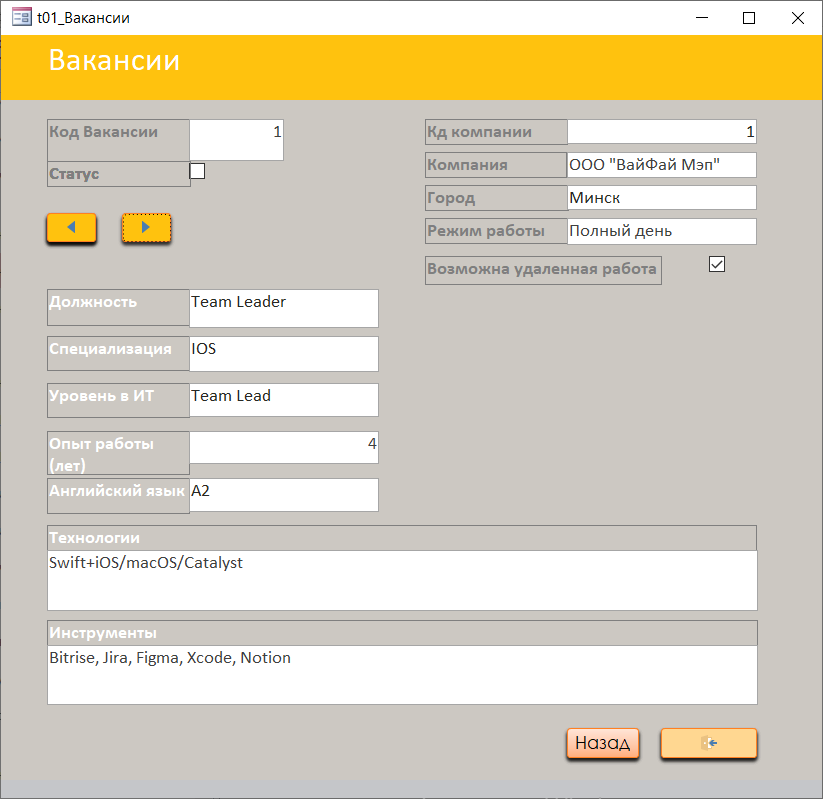 t01_Вакансии
Вакансии
Код Вакансии 1
Статус
Кд компании 1
Компания ООО "ВайФай Мэп"
Город Минск
Режим работы Полный день
Возможна удаленная работа
Должность Team Leader
Специализация IOS
Уровень в ИТ Team Lead
Опыт работы
(лет) 4
Английский язык A2
Технологии
Swift+iOS/macOS/Catalyst
Инструменты
Bitrise, Jira, Figma, Xcode, Notion
Назад